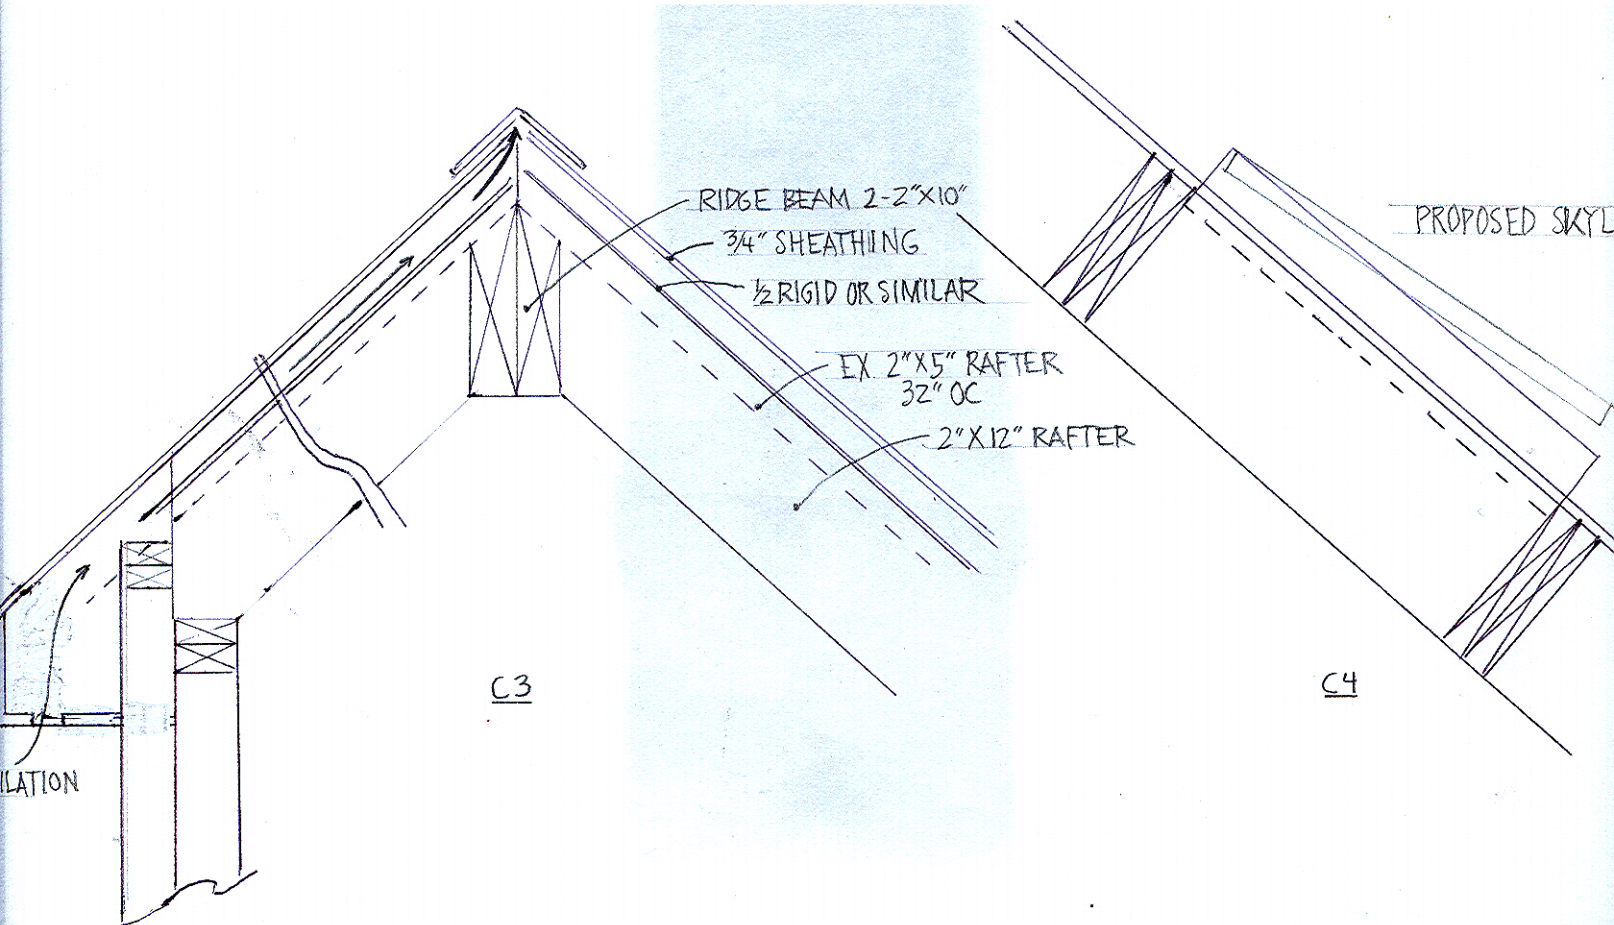 RIDGE BEAM 2-2"X10"
3/4" SHEATHING
1/2 RIGID OR SIMILAR
EX 2"X5" RAFTER
32" OC
2"X12" RAFTER
PROPOSED SKYL
C3
C4
ILATION